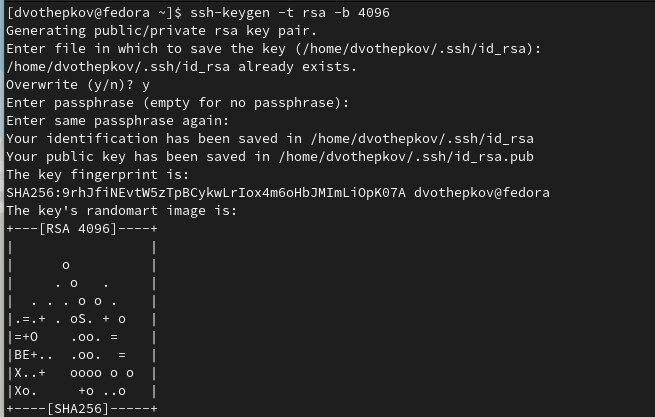 [dvothepkov@fedora ~]$ ssh-keygen -t rsa -b 4096
Generating public/private rsa key pair.
Enter file in which to save the key (/home/dvothepkov/.ssh/id_rsa):
/home/dvothepkov/.ssh/id_rsa already exists.
Overwrite (y/n)? y
Enter passphrase (empty for no passphrase):
Enter same passphrase again:
Your identification has been saved in /home/dvothepkov/.ssh/id_rsa
Your public key has been saved in /home/dvothepkov/.ssh/id_rsa.pub
The key fingerprint is:
SHA256:9rhJfiNEvtW5zTpBCykwLrIox4m6oHbJMImLiOpK07A dvothepkov@fedora
The key's randomart image is:
+---[RSA 4096]----+
|                 |
|      o          |
|     . o   .     |
|  . . . o o .    |
|.=.+ . oS. + o   |
|=+O    .oo. =    |
|BE+..  .oo.  =   |
|X..+   oooo o o  |
|Xo.     +o ..o   |
+----[SHA256]-----+